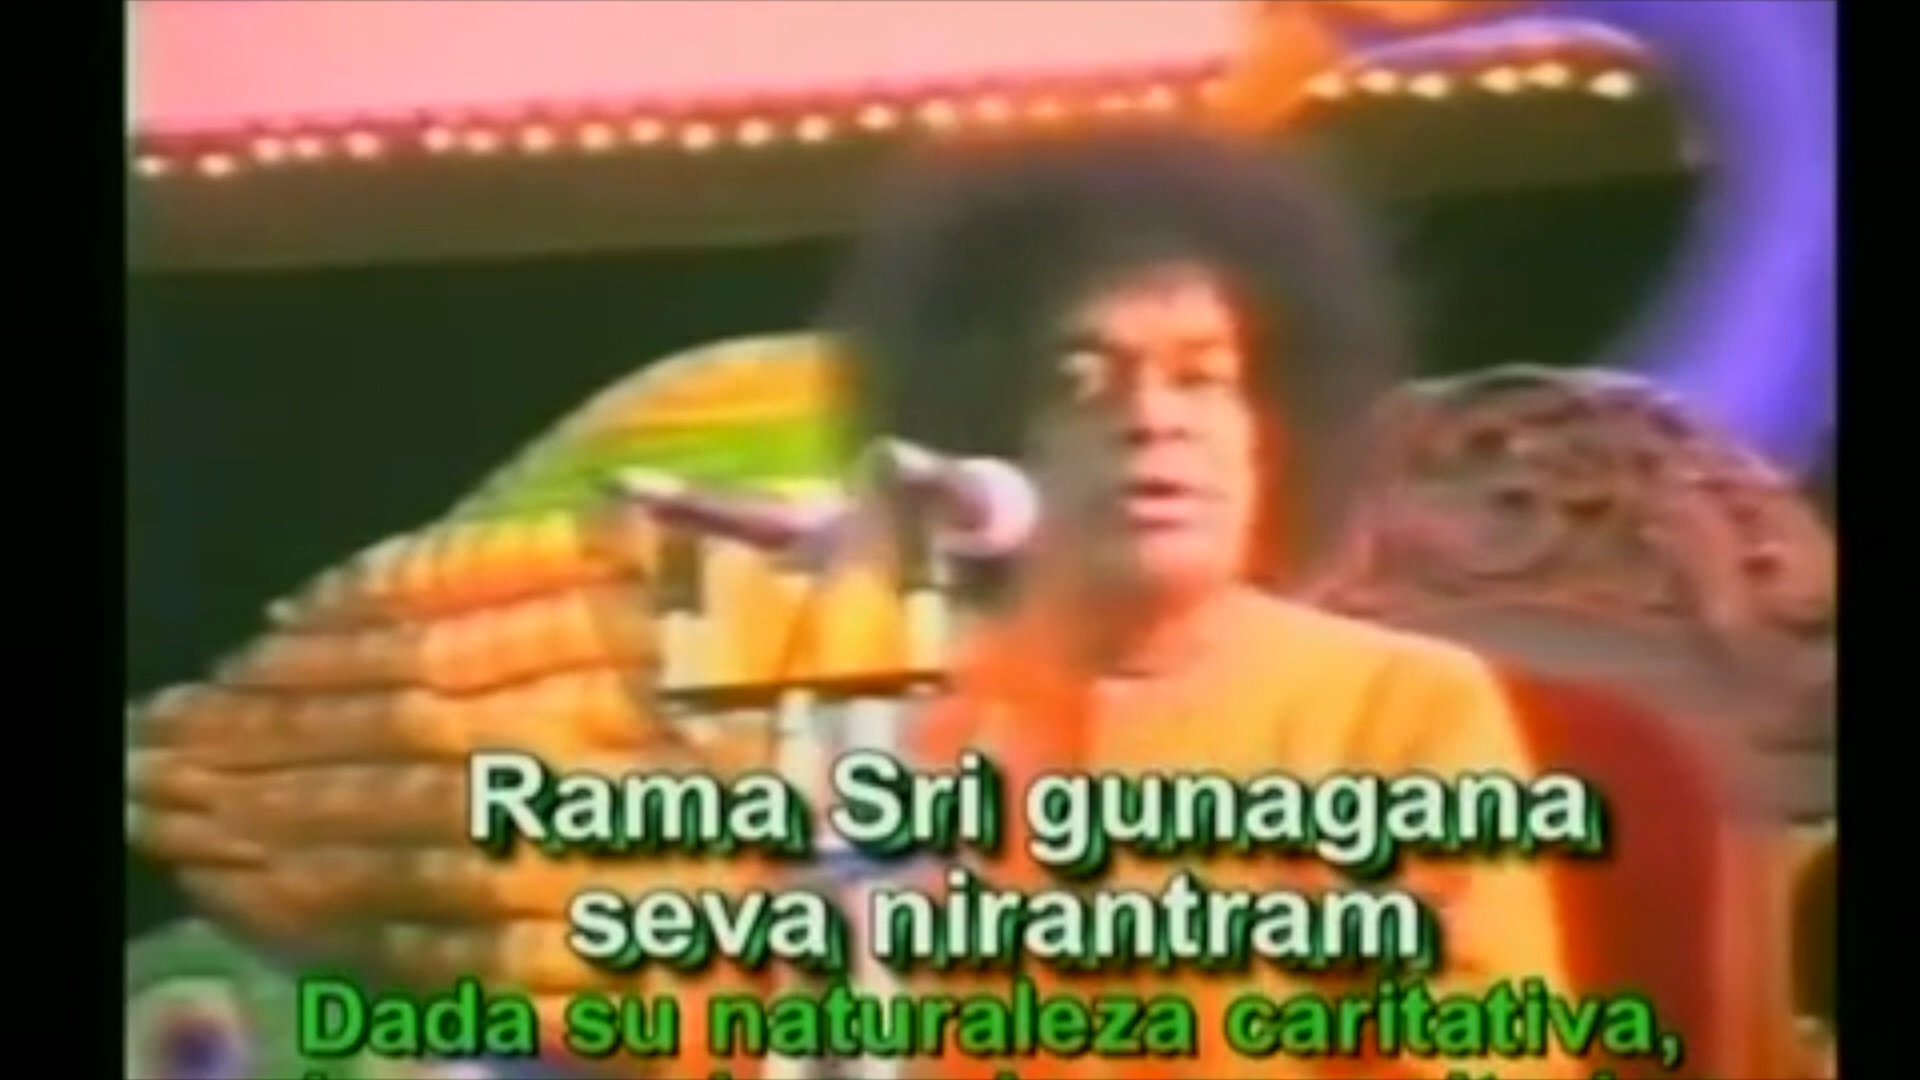 Rama Sri gunagana
seva nirantram
Dada su naturaleza caritativa,